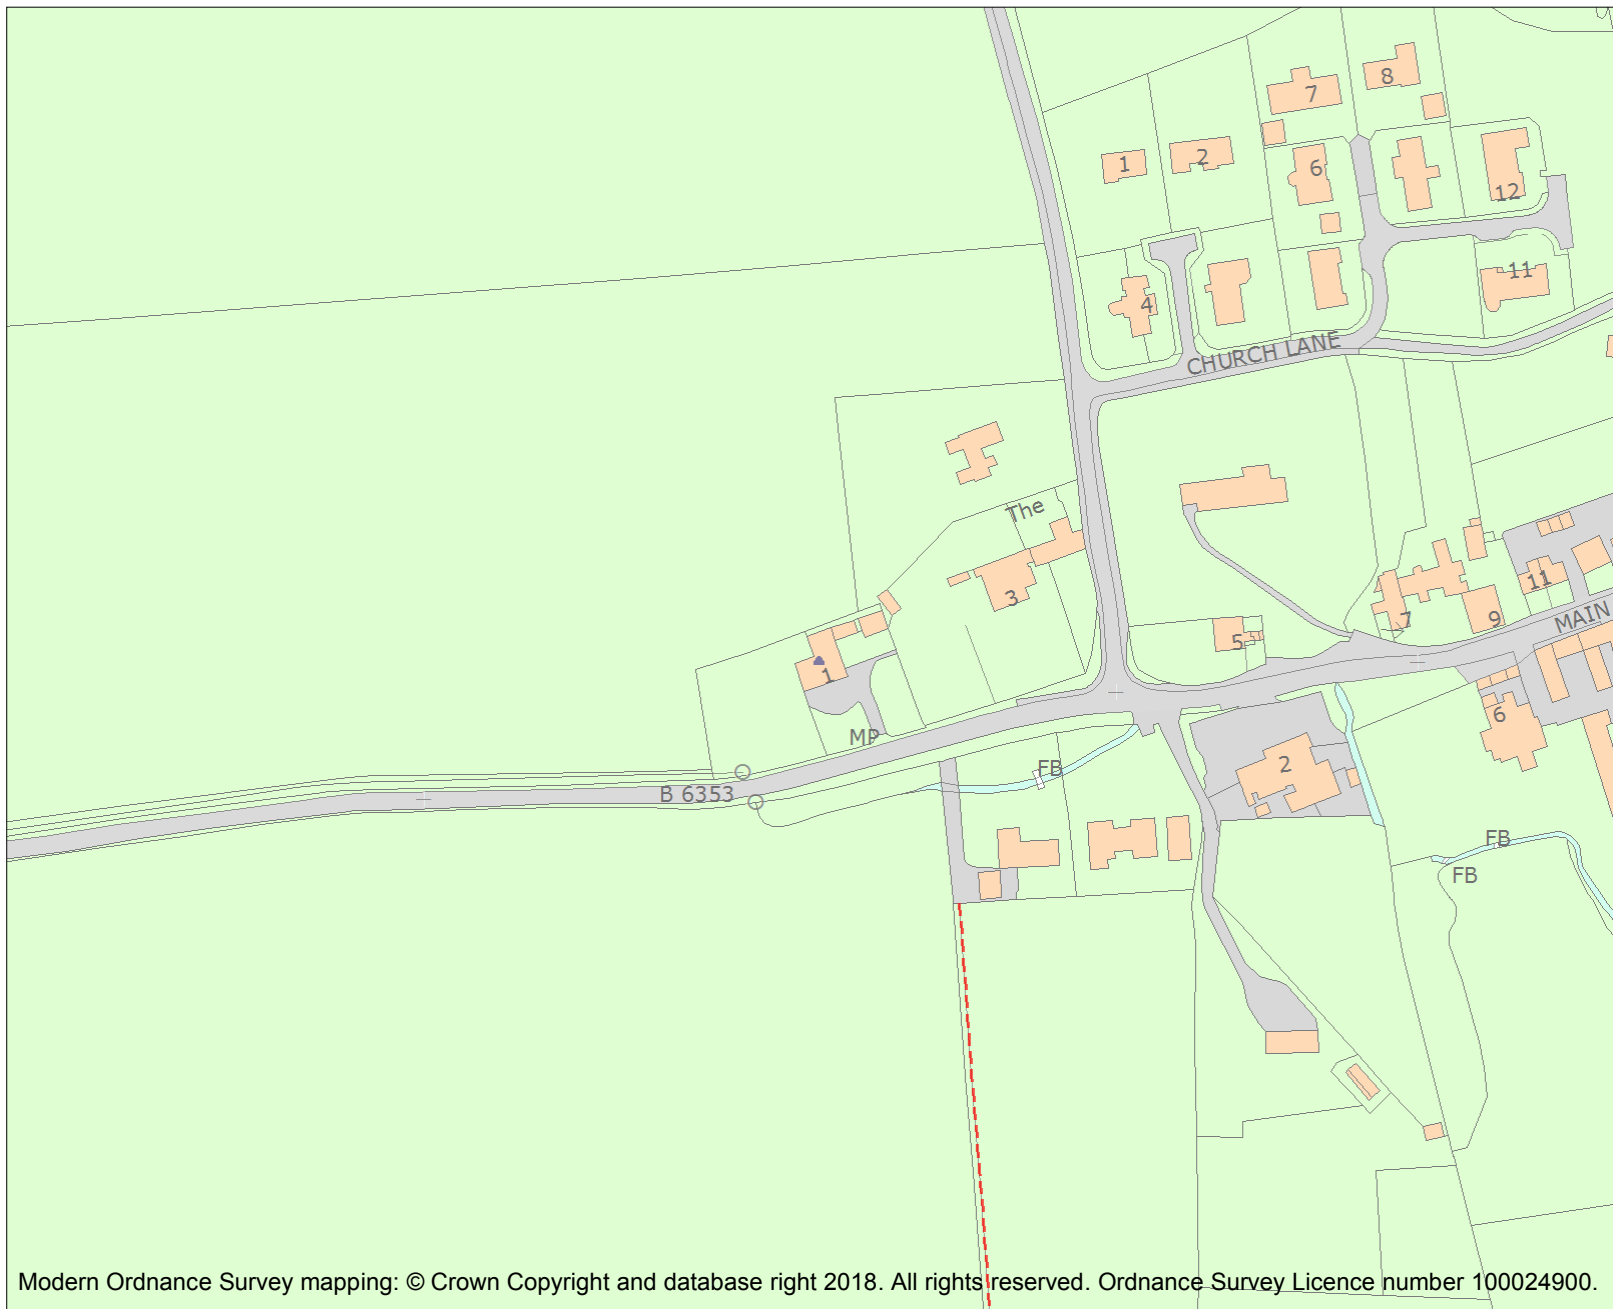 8
7
1
2
6
12
11
4
CHURCH LANE
The
3
11
7
9
MAIN
5
1
6
MP
2
FB
B 6353
FB
FB
Modern Ordnance Survey mapping: © Crown Copyright and database right 2018. All rights reserved. Ordnance Survey Licence number 100024900.